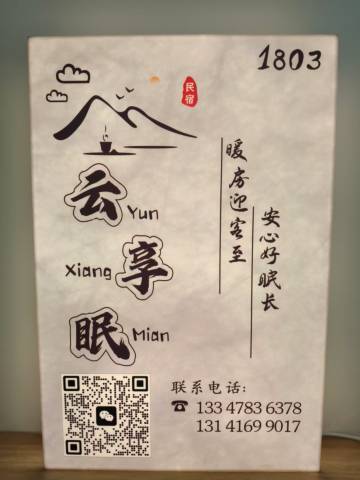 1803
民宿
云
Yun
Xiang
享
眠
Mian
暖房迎客至
安心好眠长
联系电话:
133 4783 6378
131 4169 9017